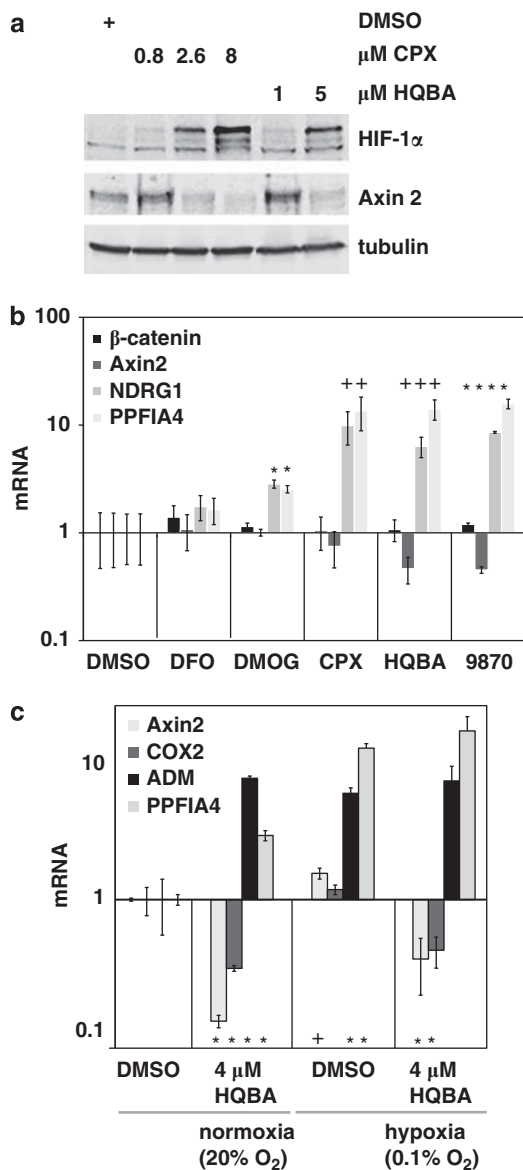 a
+ DMSO
0.8 2.6 8 μM CPX
1 5 μM HQBA
HIF-1α
Axin 2
tubulin
b
100
10
1
0.1
mRNA
β-catenin
Axin2
NDRG1
PPFIA4
* *
+ +
+ + +
* * * *
DMSO DFO DMOG CPX HQBA 9870
c
10
1
0.1
mRNA
Axin2
COX2
ADM
PPFIA4
* * * *
+ * *
* *
DMSO 4 μM HQBA DMSO 4 μM HQBA
normoxia (20% O₂)
hypoxia (0.1% O₂)